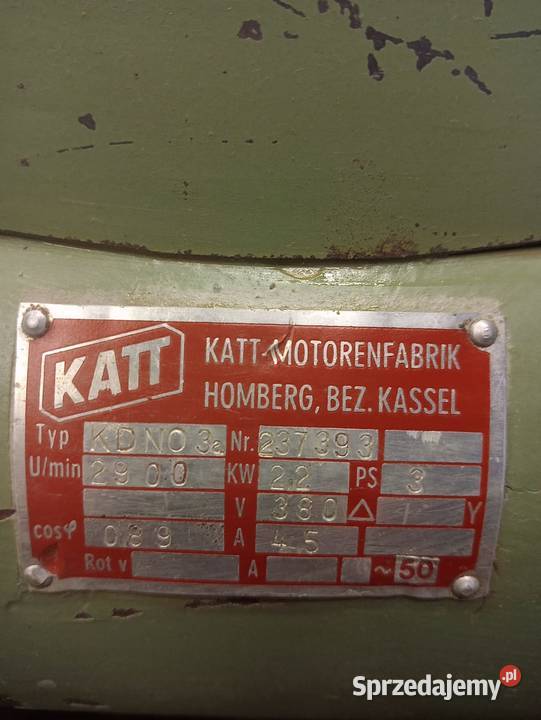 KATT
KATT-MOTORENFABRIK
HOMBERG, BEZ. KASSEL
Typ KDNO 3a Nr. 237393
U/min 2900 KW 2,2 PS 3
V 380 △ Y
cosφ 0,89 A 4,5
Rot v A ~ 50
Sprzedajemy.pl